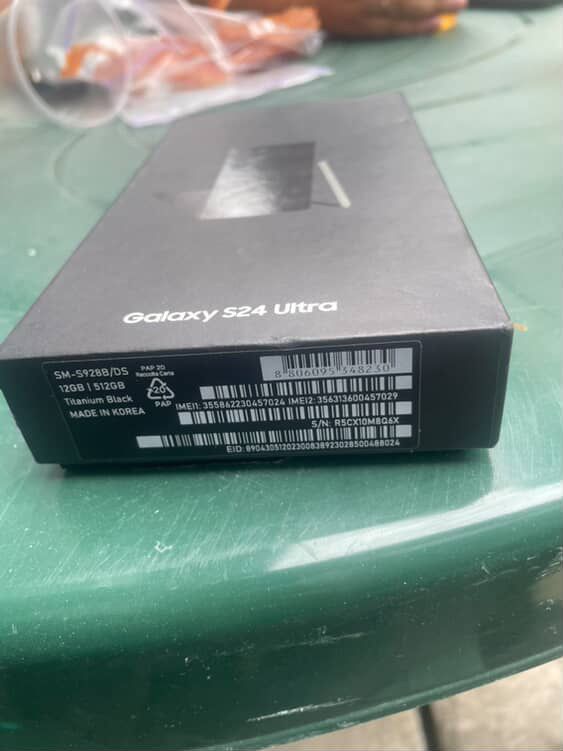 Galaxy S24 Ultra
SM-S928B/DS
12GB | 512GB
Titanium Black
MADE IN KOREA
PAP 20
Raccolta Carta
20
PAP
8 806095 348230
IMEI1: 355862230457024 IMEI2: 356313600457029
S/N: R5CX10MBQ6X
EID: 89043051202300838923028500488024